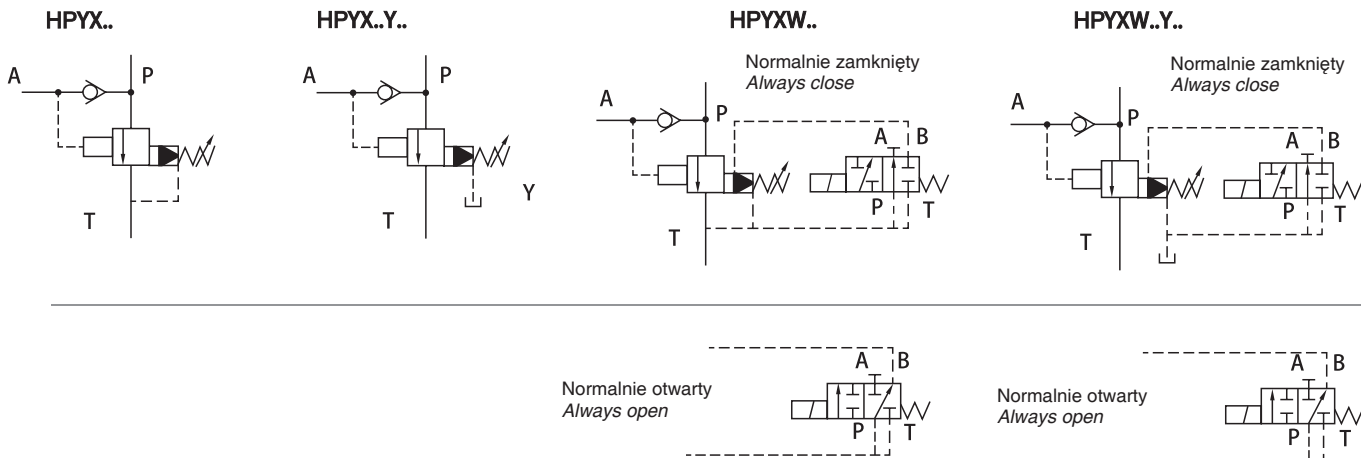 HPYX..
HPYX..Y..
HPYXW..
HPYXW..Y..
A
P
T
A
P
T
Y
Normalnie zamknięty
Always close
A
P
T
A
B
P
T
Normalnie zamknięty
Always close
A
P
T
A
B
P
T
Normalnie otwarty
Always open
A
B
P
T
Normalnie otwarty
Always open
A
B
P
T